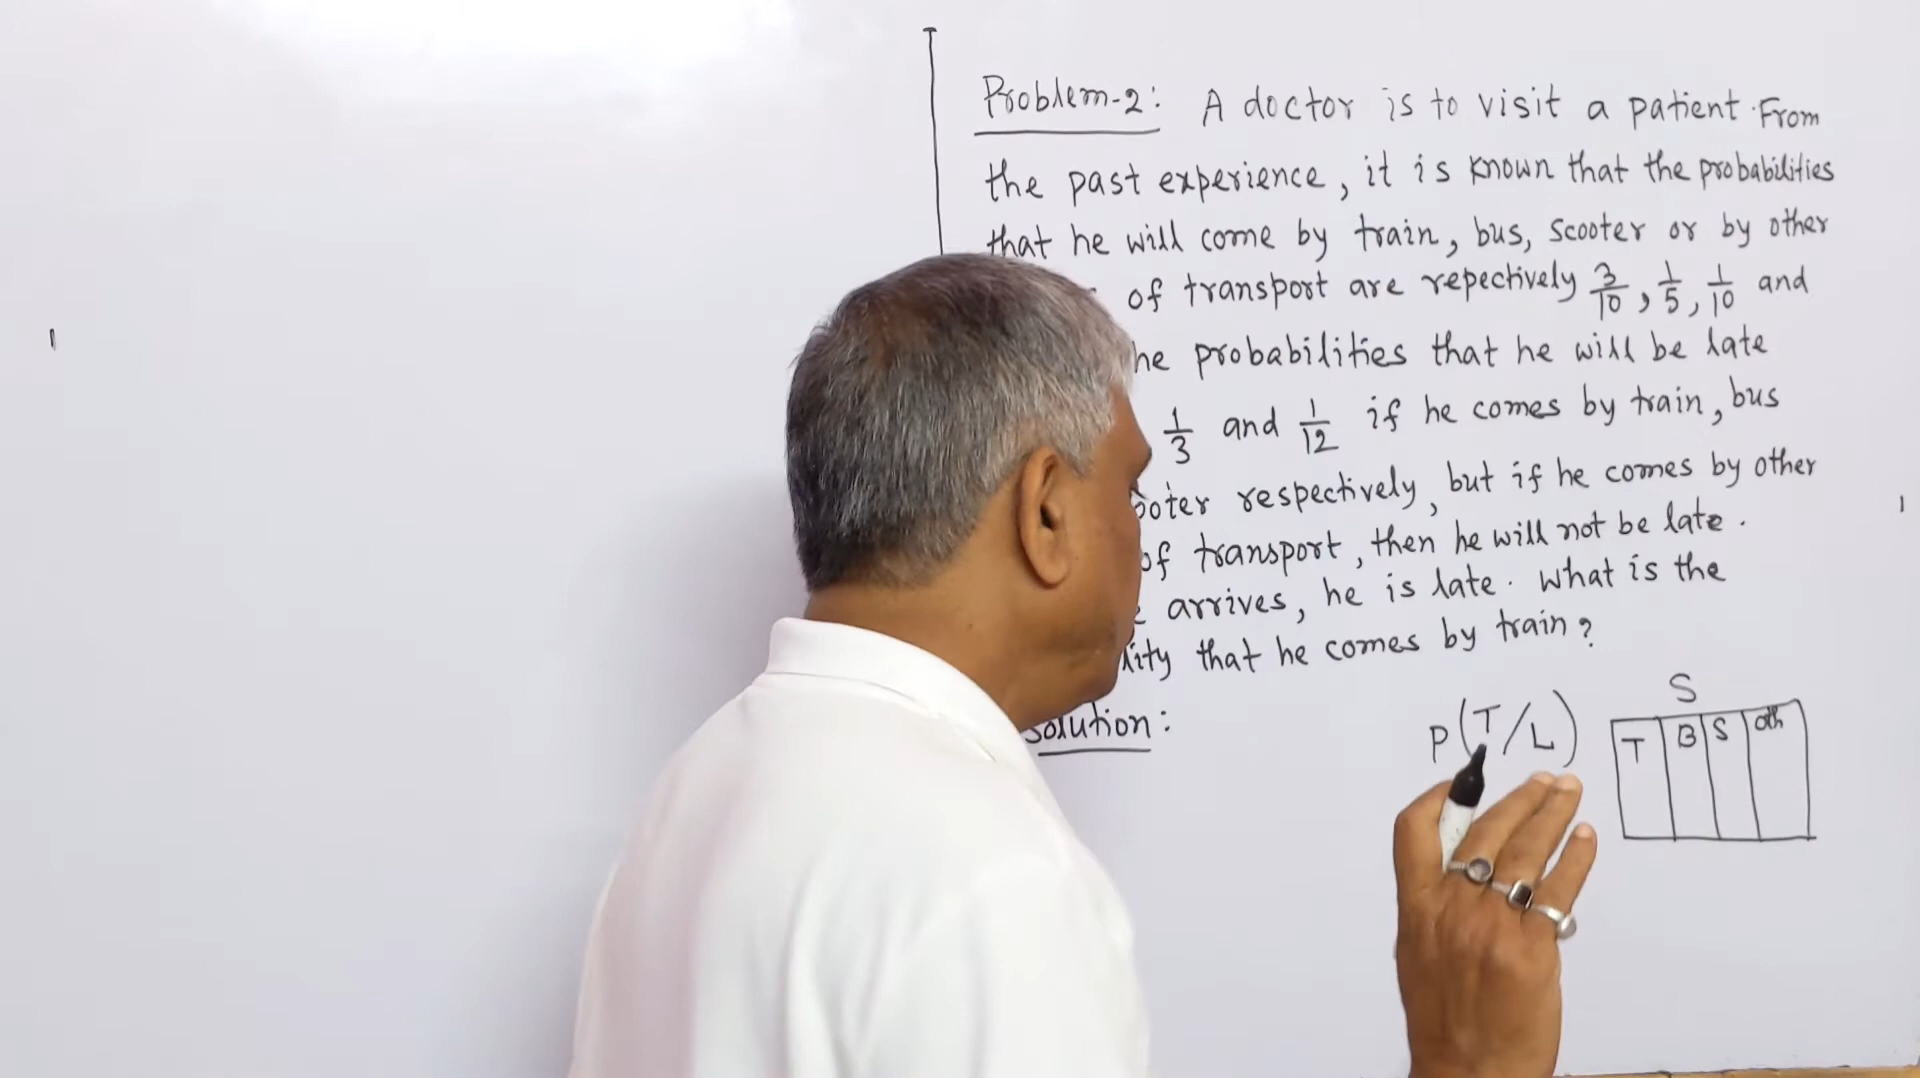 Problem-2: A doctor is to visit a patient. From
the past experience, it is known that the probabilities
that he will come by train, bus, scooter or by other
of transport are repectively 3/10, 1/5, 1/10 and
he probabilities that he will be late
1/3 and 1/12 if he comes by train, bus
ooter respectively, but if he comes by other
of transport, then he will not be late.
arrives, he is late. What is the
lity that he comes by train?
Solution:
P(T/L)
S
T B S oth